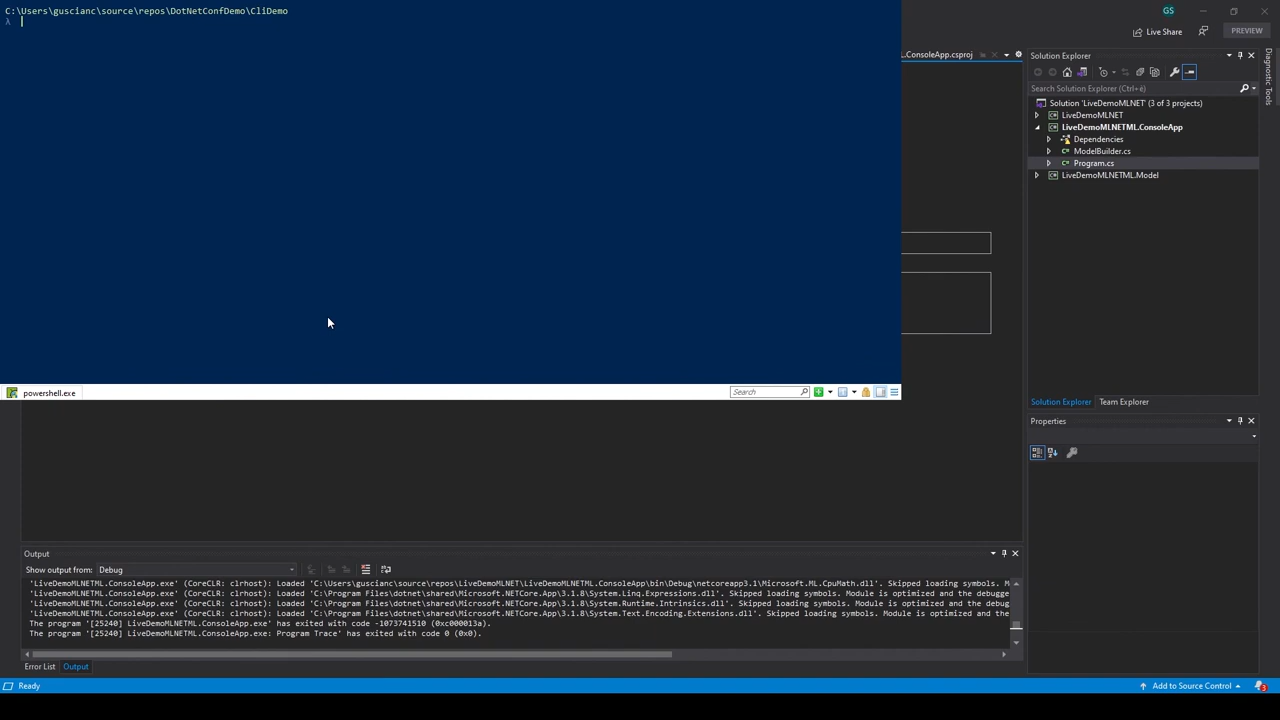 C:\Users\guscianc\source\repos\DotNetConfDemo\CliDemo
λ
powershell.exe
Search
GS
Live Share
PREVIEW
L.ConsoleApp.csproj
Solution Explorer
Search Solution Explorer (Ctrl+é)
Solution 'LiveDemoMLNET' (3 of 3 projects)
LiveDemoMLNET
LiveDemoMLNETML.ConsoleApp
Dependencies
ModelBuilder.cs
Program.cs
LiveDemoMLNETML.Model
Diagnostic Tools
Solution Explorer
Team Explorer
Properties
Output
Show output from:
Debug
'LiveDemoMLNETML.ConsoleApp.exe' (CoreCLR: clrhost): Loaded 'C:\Users\guscianc\source\repos\LiveDemoMLNET\LiveDemoMLNETML.ConsoleApp\bin\Debug\netcoreapp3.1\Microsoft.ML.CpuMath.dll'. Skipped loading symbols. M
'LiveDemoMLNETML.ConsoleApp.exe' (CoreCLR: clrhost): Loaded 'C:\Program Files\dotnet\shared\Microsoft.NETCore.App\3.1.8\System.Linq.Expressions.dll'. Skipped loading symbols. Module is optimized and the debugge
'LiveDemoMLNETML.ConsoleApp.exe' (CoreCLR: clrhost): Loaded 'C:\Program Files\dotnet\shared\Microsoft.NETCore.App\3.1.8\System.Runtime.Intrinsics.dll'. Skipped loading symbols. Module is optimized and the debug
'LiveDemoMLNETML.ConsoleApp.exe' (CoreCLR: clrhost): Loaded 'C:\Program Files\dotnet\shared\Microsoft.NETCore.App\3.1.8\System.Text.Encoding.Extensions.dll'. Skipped loading symbols. Module is optimized and the
The program '[25240] LiveDemoMLNETML.ConsoleApp.exe' has exited with code -1073741510 (0xc000013a).
The program '[25240] LiveDemoMLNETML.ConsoleApp.exe: Program Trace' has exited with code 0 (0x0).
Error List
Output
Ready
Add to Source Control
3